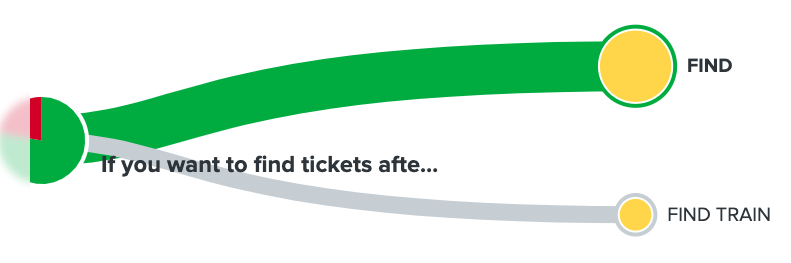 FIND
If you want to find tickets afte...
FIND TRAIN